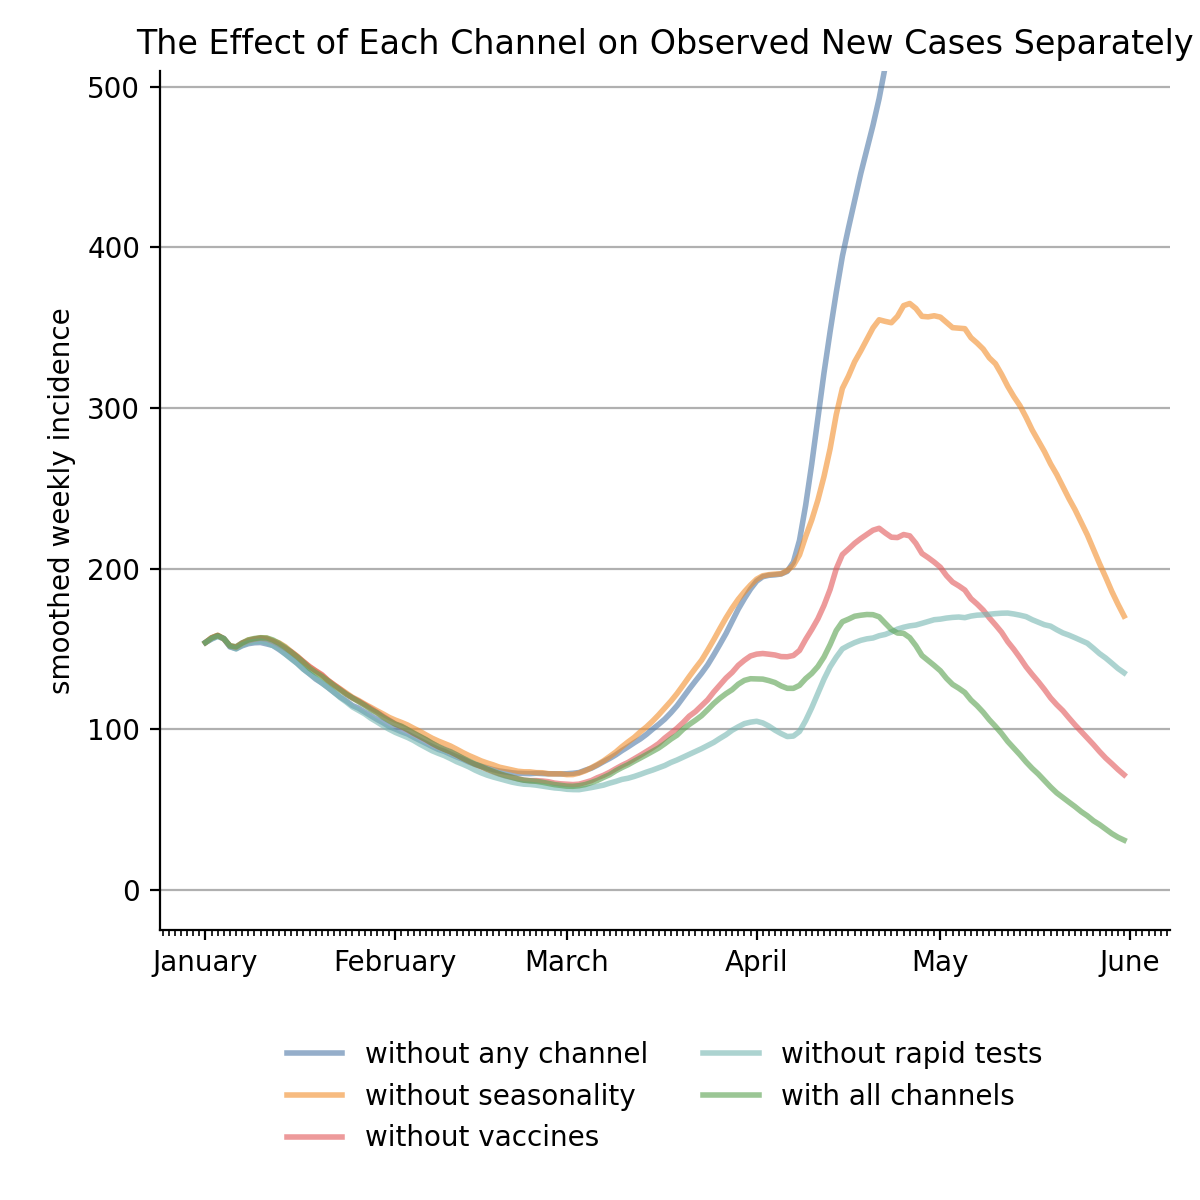 The Effect of Each Channel on Observed New Cases Separately
smoothed weekly incidence
500
400
300
200
100
0
January February March April May June
without any channel
without seasonality
without vaccines
without rapid tests
with all channels